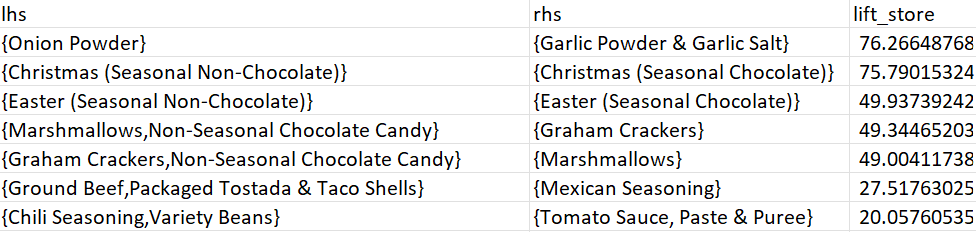 lhs rhs lift_store
{Onion Powder} {Garlic Powder & Garlic Salt} 76.26648768
{Christmas (Seasonal Non-Chocolate)} {Christmas (Seasonal Chocolate)} 75.79015324
{Easter (Seasonal Non-Chocolate)} {Easter (Seasonal Chocolate)} 49.93739242
{Marshmallows,Non-Seasonal Chocolate Candy} {Graham Crackers} 49.34465203
{Graham Crackers,Non-Seasonal Chocolate Candy} {Marshmallows} 49.00411738
{Ground Beef,Packaged Tostada & Taco Shells} {Mexican Seasoning} 27.51763025
{Chili Seasoning,Variety Beans} {Tomato Sauce, Paste & Puree} 20.05760535